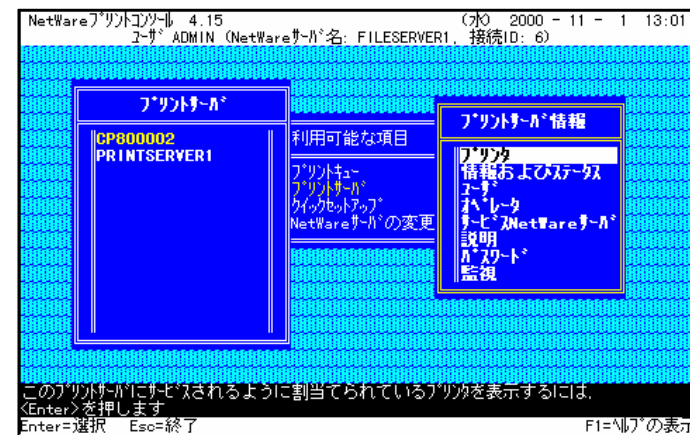 NetWareﾌﾟﾘﾝﾄｺﾝｿｰﾙ 4.15 (水) 2000 - 11 - 1 13:01
ﾕｰｻﾞ ADMIN (NetWareｻｰﾊﾞ名: FILESERVER1, 接続ID: 6)
ﾌﾟﾘﾝﾄｻｰﾊﾞ
CP800002
PRINTSERVER1
利用可能な項目
ﾌﾟﾘﾝﾄｷｭｰ
ﾌﾟﾘﾝﾄｻｰﾊﾞ
ｸｲｯｸｾｯﾄｱｯﾌﾟ
NetWareｻｰﾊﾞの変更
ﾌﾟﾘﾝﾄｻｰﾊﾞ情報
ﾌﾟﾘﾝﾀ
情報およびｽﾃｰﾀｽ
ﾕｰｻﾞ
ｵﾍﾟﾚｰﾀ
ｻｰﾋﾞｽNetWareｻｰﾊﾞ
説明
ﾊﾟｽﾜｰﾄﾞ
監視
このﾌﾟﾘﾝﾄｻｰﾊﾞにｻｰﾋﾞｽされるように割当てられているﾌﾟﾘﾝﾀを表示するには,
<Enter>を押します
Enter=選択 Esc=終了 F1=ﾍﾙﾌﾟの表示